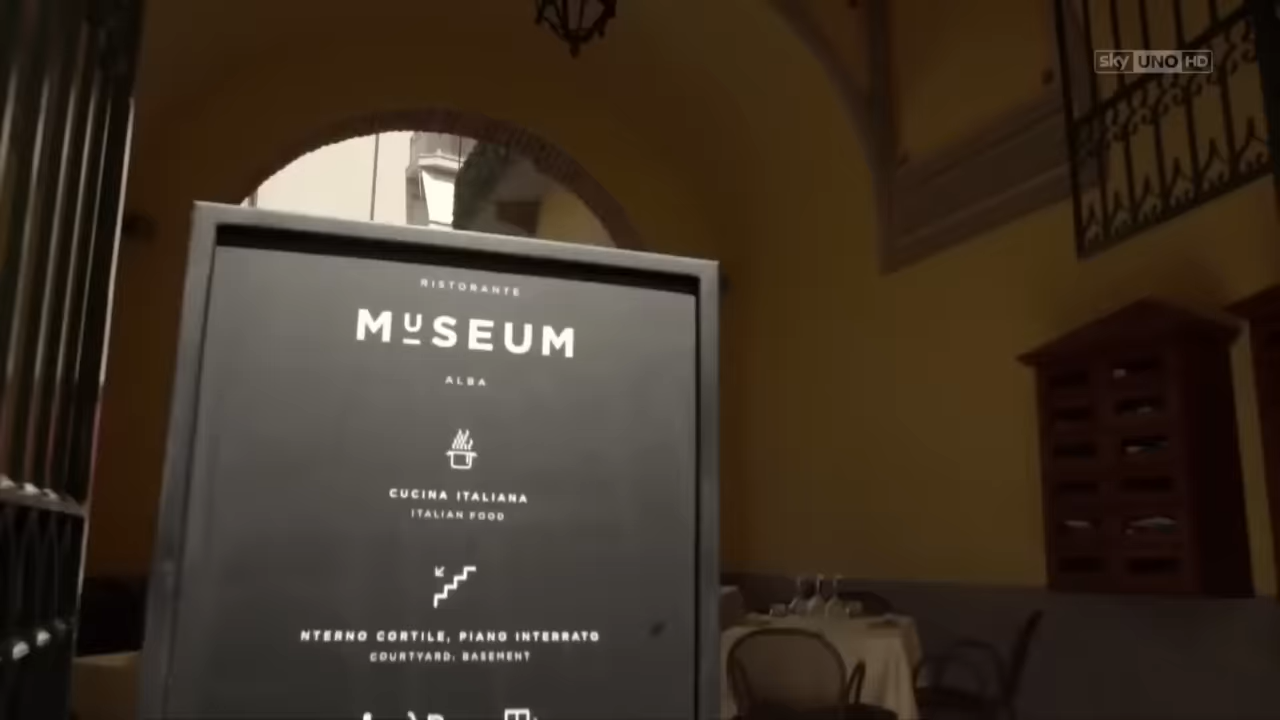 sky UNO HD
RISTORANTE
MUSEUM
ALBA
CUCINA ITALIANA
ITALIAN FOOD
NTERNO CORTILE, PIANO INTERRATO
COURTYARD: BASEMENT